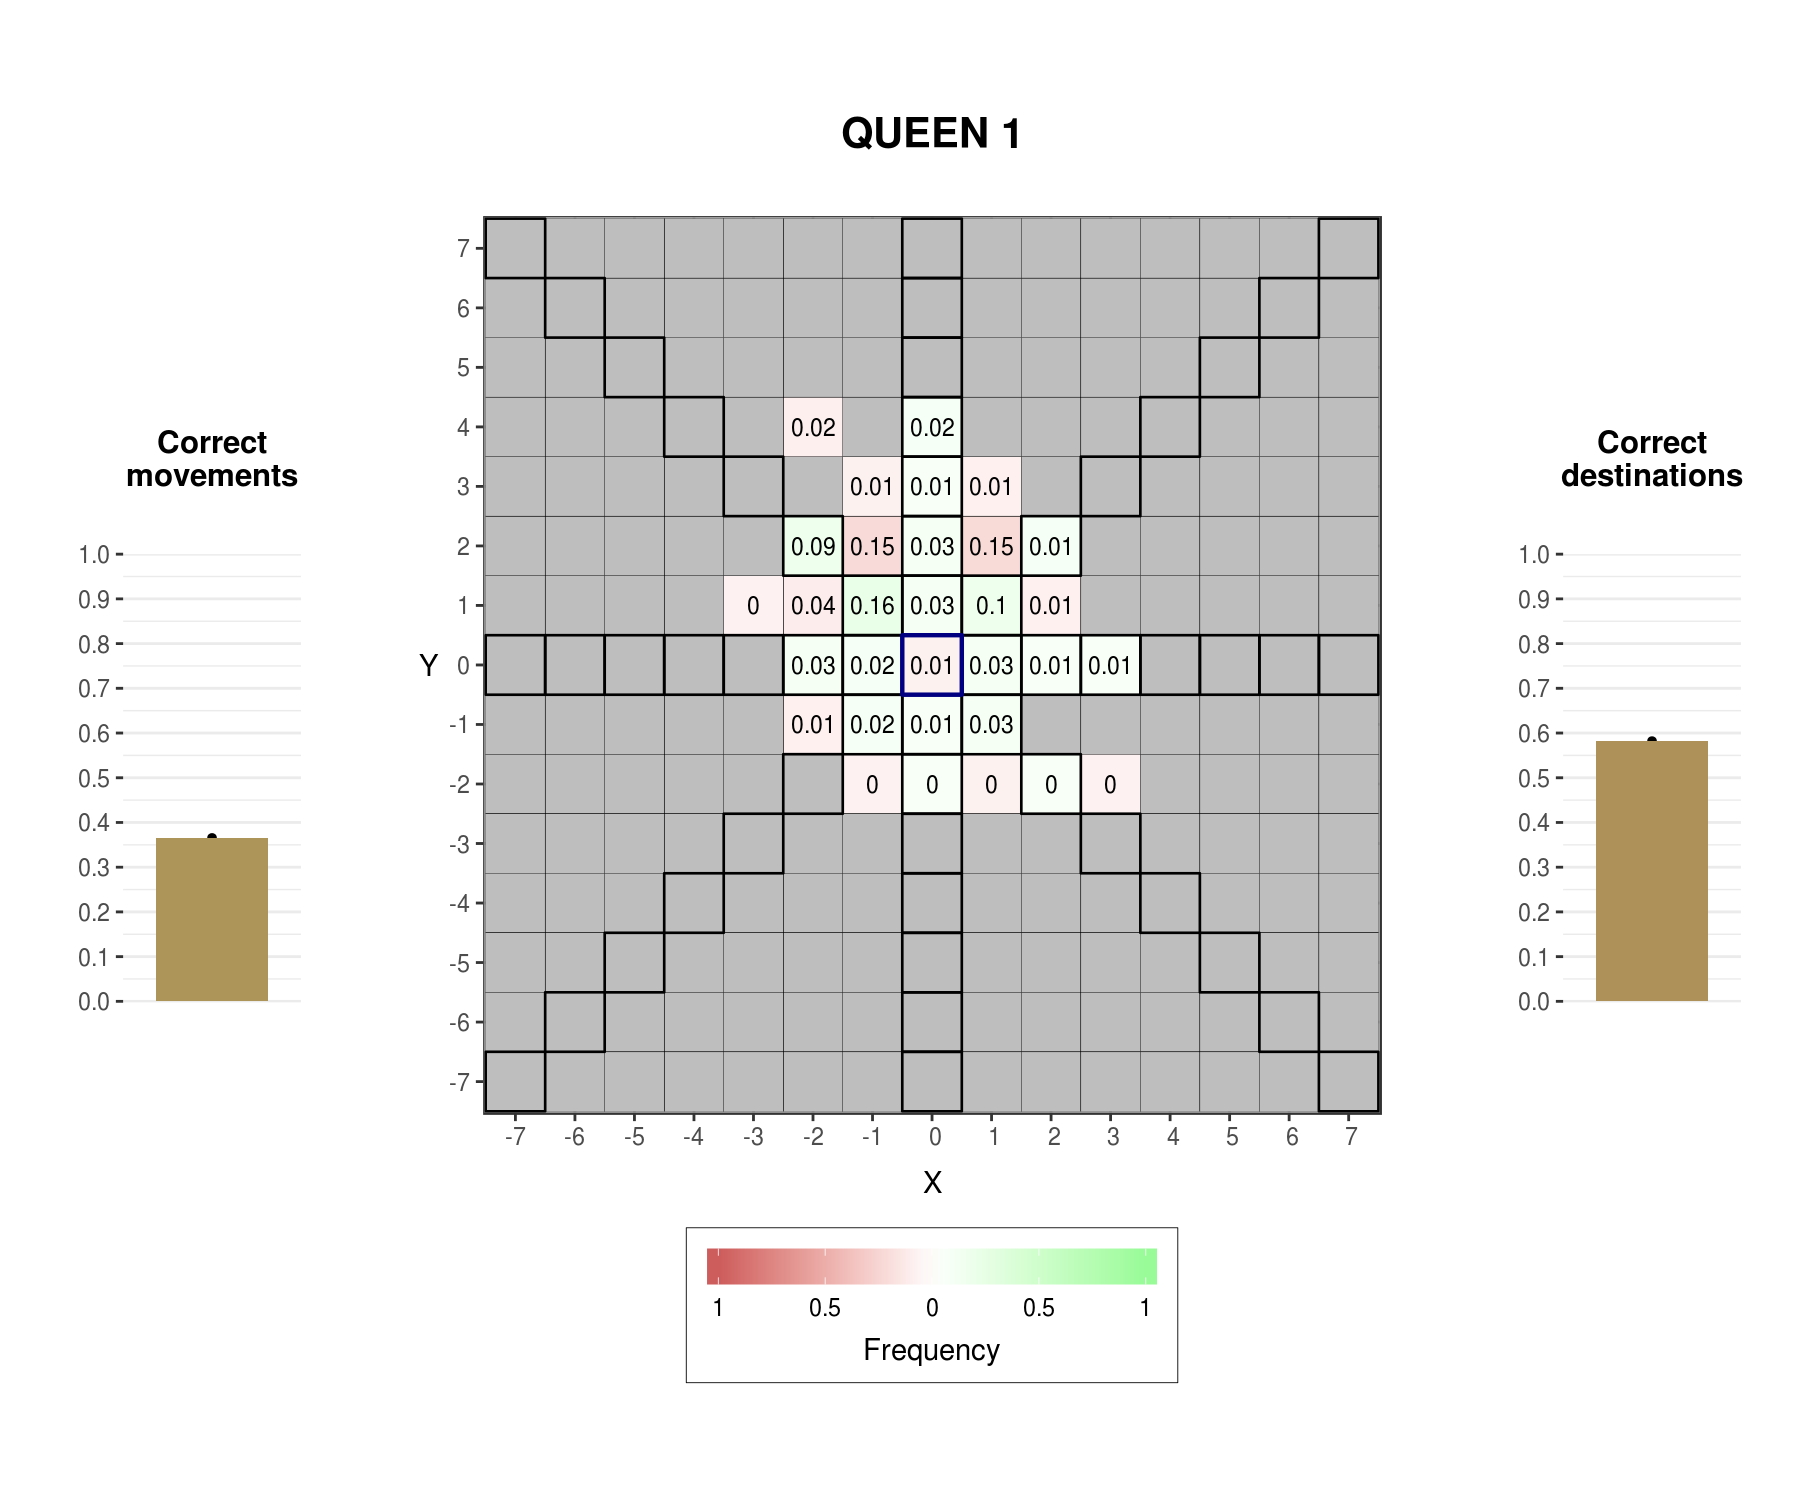 QUEEN 1
Correct
movements
1.0
0.9
0.8
0.7
0.6
0.5
0.4
0.3
0.2
0.1
0.0
Y
7
6
5
4
3
2
1
0
-1
-2
-3
-4
-5
-6
-7
0.02 0.02
0.01 0.01 0.01
0.09 0.15 0.03 0.15 0.01
0 0.04 0.16 0.03 0.1 0.01
0.03 0.02 0.01 0.03 0.01 0.01
0.01 0.02 0.01 0.03
0 0 0 0 0
-7 -6 -5 -4 -3 -2 -1 0 1 2 3 4 5 6 7
X
1 0.5 0 0.5 1
Frequency
Correct
destinations
1.0
0.9
0.8
0.7
0.6
0.5
0.4
0.3
0.2
0.1
0.0